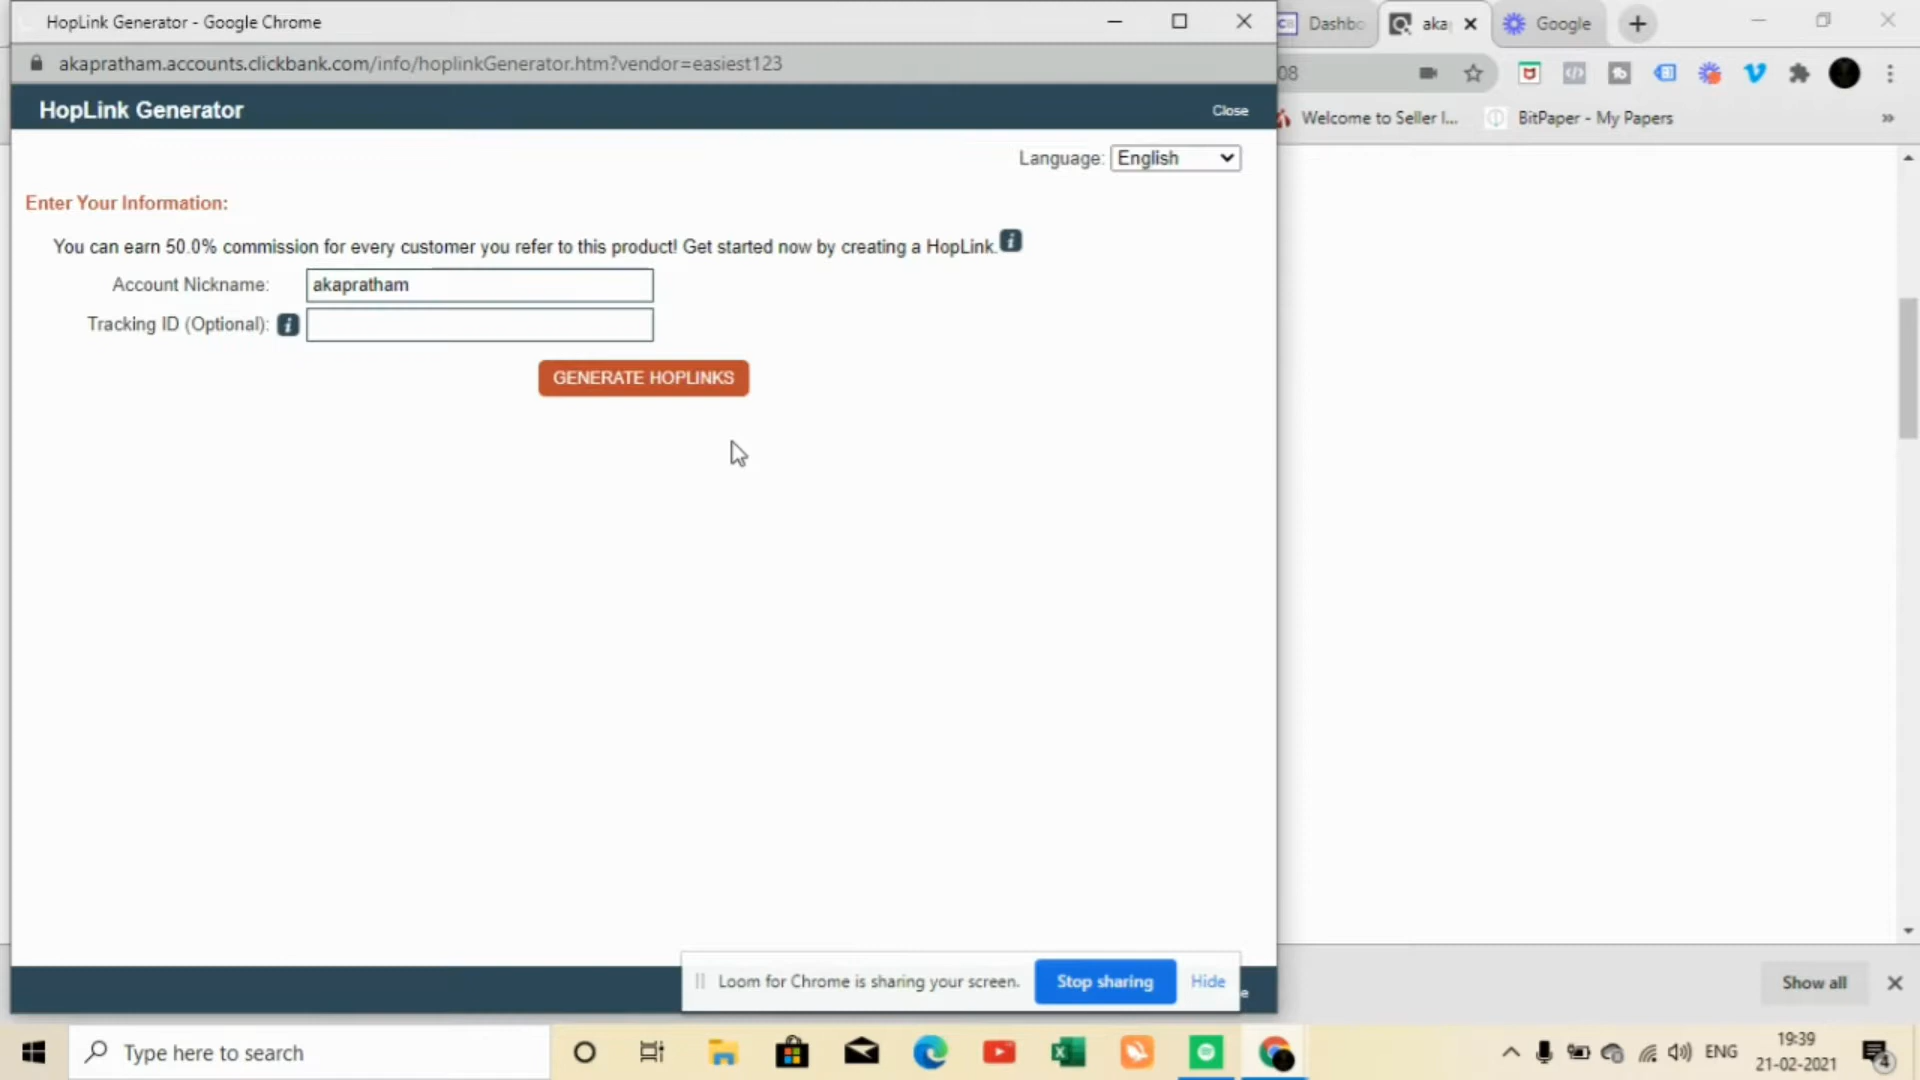 HopLink Generator - Google Chrome
Dashbo
aka
Google
akapratham.accounts.clickbank.com/info/hoplinkGenerator.htm?vendor=easiest123
08
HopLink Generator
Close
Welcome to Seller I...
BitPaper - My Papers
»
Language: English
Enter Your Information:
You can earn 50.0% commission for every customer you refer to this product! Get started now by creating a HopLink.
Account Nickname: akapratham
Tracking ID (Optional):
GENERATE HOPLINKS
Loom for Chrome is sharing your screen.
Stop sharing
Hide
e
Show all
Type here to search
ENG
19:39
21-02-2021
4